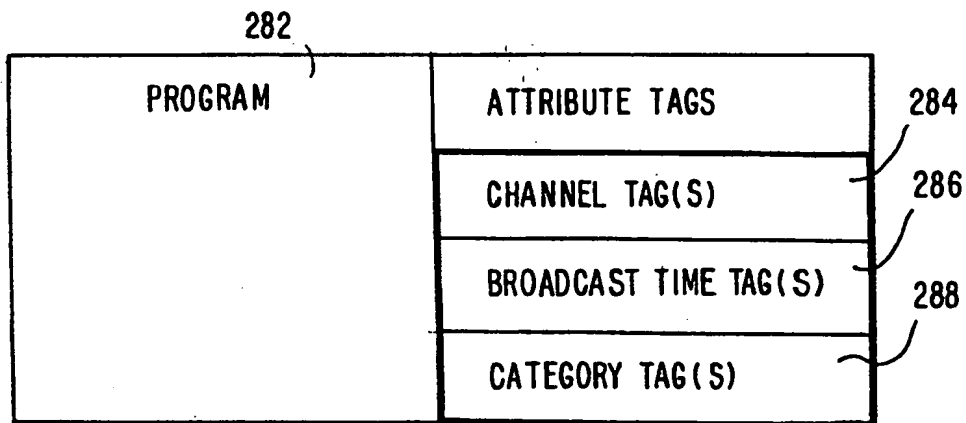 282
PROGRAM
ATTRIBUTE TAGS
284
CHANNEL TAG(S)
286
BROADCAST TIME TAG(S)
288
CATEGORY TAG(S)